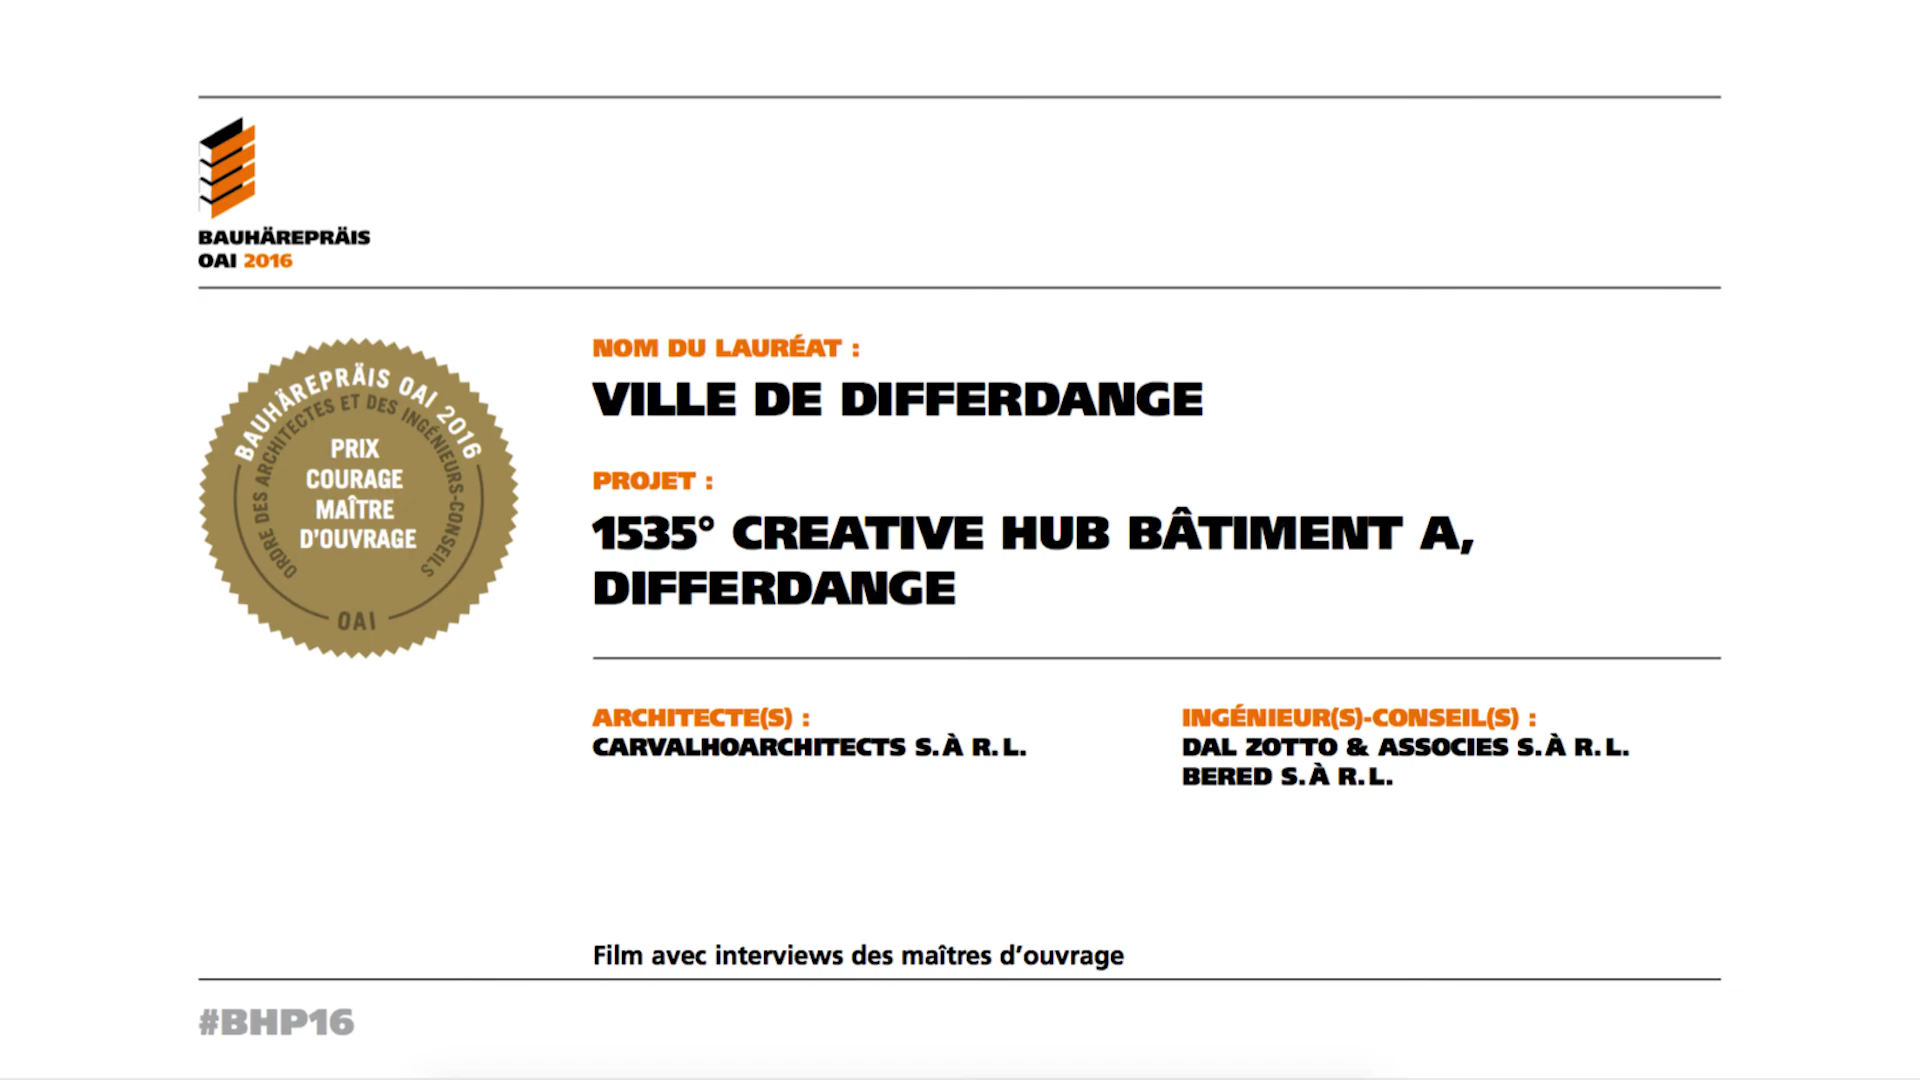 BAUHÄREPRÄIS
OAI 2016
BAUHÄREPRÄIS OAI 2016
ORDRE DES ARCHITECTES ET DES INGÉNIEURS-CONSEILS
PRIX
COURAGE
MAÎTRE
D'OUVRAGE
OAI
NOM DU LAURÉAT :
VILLE DE DIFFERDANGE
PROJET :
1535° CREATIVE HUB BÂTIMENT A,
DIFFERDANGE
ARCHITECTE(S) :
CARVALHOARCHITECTS S.À R.L.
INGÉNIEUR(S)-CONSEIL(S) :
DAL ZOTTO & ASSOCIES S.À R.L.
BERED S.À R.L.
Film avec interviews des maîtres d'ouvrage
#BHP16